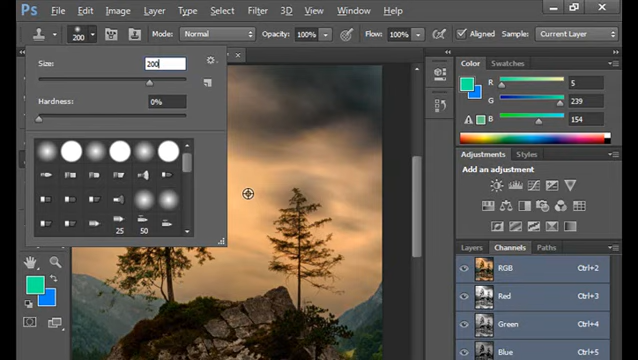 Ps File Edit Image Layer Type Select Filter 3D View Window Help
200 Mode: Normal Opacity: 100% Flow: 100% Aligned Sample: Current Layer
Size: 200
Hardness: 0%
25 50
Color Swatches
R 5
G 239
B 154
Adjustments Styles
Add an adjustment
Layers Channels Paths
RGB Ctrl+2
Red Ctrl+3
Green Ctrl+4
Blue Ctrl+5